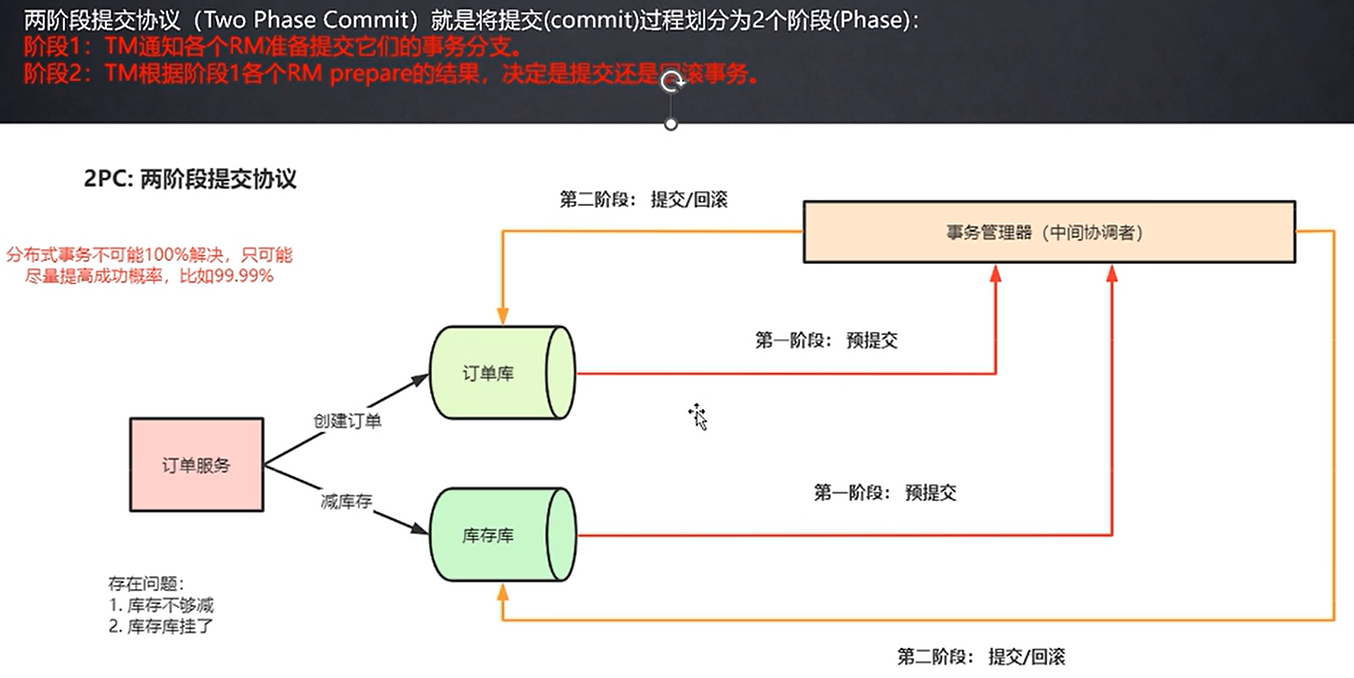 两阶段提交协议（Two Phase Commit）就是将提交(commit)过程划分为2个阶段(Phase)：
阶段1：TM通知各个RM准备提交它们的事务分支。
阶段2：TM根据阶段1各个RM prepare的结果，决定是提交还是回滚事务。
2PC: 两阶段提交协议
第二阶段： 提交/回滚
事务管理器（中间协调者）
分布式事务不可能100%解决，只可能
尽量提高成功概率，比如99.99%
第一阶段： 预提交
订单库
创建订单
订单服务
减库存
第一阶段： 预提交
库存库
存在问题：
1. 库存不够减
2. 库存库挂了
第二阶段： 提交/回滚